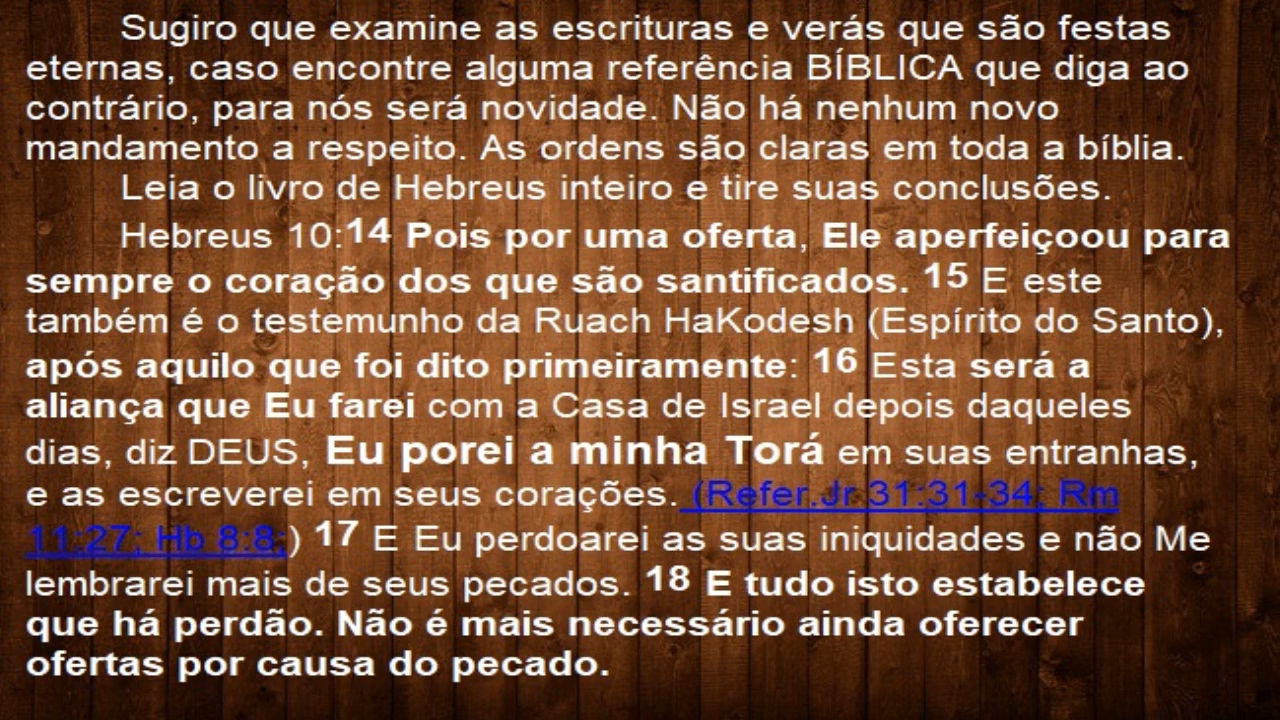 Sugiro que examine as escrituras e verás que são festas
eternas, caso encontre alguma referência BÍBLICA que diga ao
contrário, para nós será novidade. Não há nenhum novo
mandamento a respeito. As ordens são claras em toda a bíblia.
Leia o livro de Hebreus inteiro e tire suas conclusões.
Hebreus 10:14 Pois por uma oferta, Ele aperfeiçoou para
sempre o coração dos que são santificados. 15 E este
também é o testemunho da Ruach HaKodesh (Espírito do Santo),
após aquilo que foi dito primeiramente: 16 Esta será a
aliança que Eu farei com a Casa de Israel depois daqueles
dias, diz DEUS, Eu porei a minha Torá em suas entranhas,
e as escreverei em seus corações. (Refer.Jr 31:31-34; Rm
11:27; Hb 8:8;) 17 E Eu perdoarei as suas iniquidades e não Me
lembrarei mais de seus pecados. 18 E tudo isto estabelece
que há perdão. Não é mais necessário ainda oferecer
ofertas por causa do pecado.